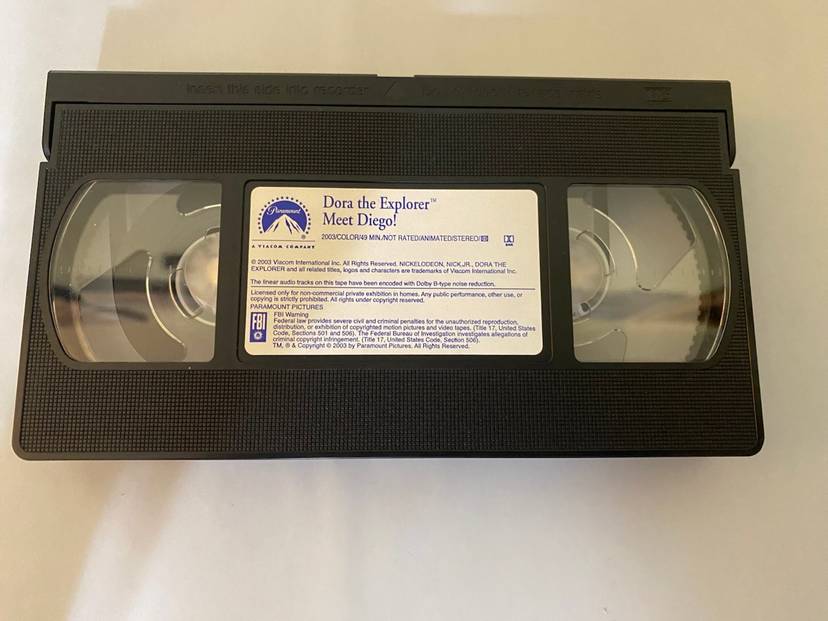 Insert this side into recorder
Paramount
A VIACOM COMPANY
Dora the Explorer™
Meet Diego!
2003/COLOR/49 MIN./NOT RATED/ANIMATED/STEREO/
© 2003 Viacom International Inc. All Rights Reserved. NICKELODEON, NICK JR., DORA THE
EXPLORER and all related titles, logos and characters are trademarks of Viacom International Inc.
The linear audio tracks on this tape have been encoded with Dolby B-type noise reduction.
Licensed only for non-commercial private exhibition in homes. Any public performance, other use, or
copying is strictly prohibited. All rights under copyright reserved.
PARAMOUNT PICTURES
FBI
FBI Warning
Federal law provides severe civil and criminal penalties for the unauthorized reproduction,
distribution, or exhibition of copyrighted motion pictures and video tapes. (Title 17, United States
Code, Sections 501 and 506). The Federal Bureau of Investigation investigates allegations of
criminal copyright infringement. (Title 17, United States Code, Section 506).
TM, ® & Copyright © 2003 by Paramount Pictures. All Rights Reserved.